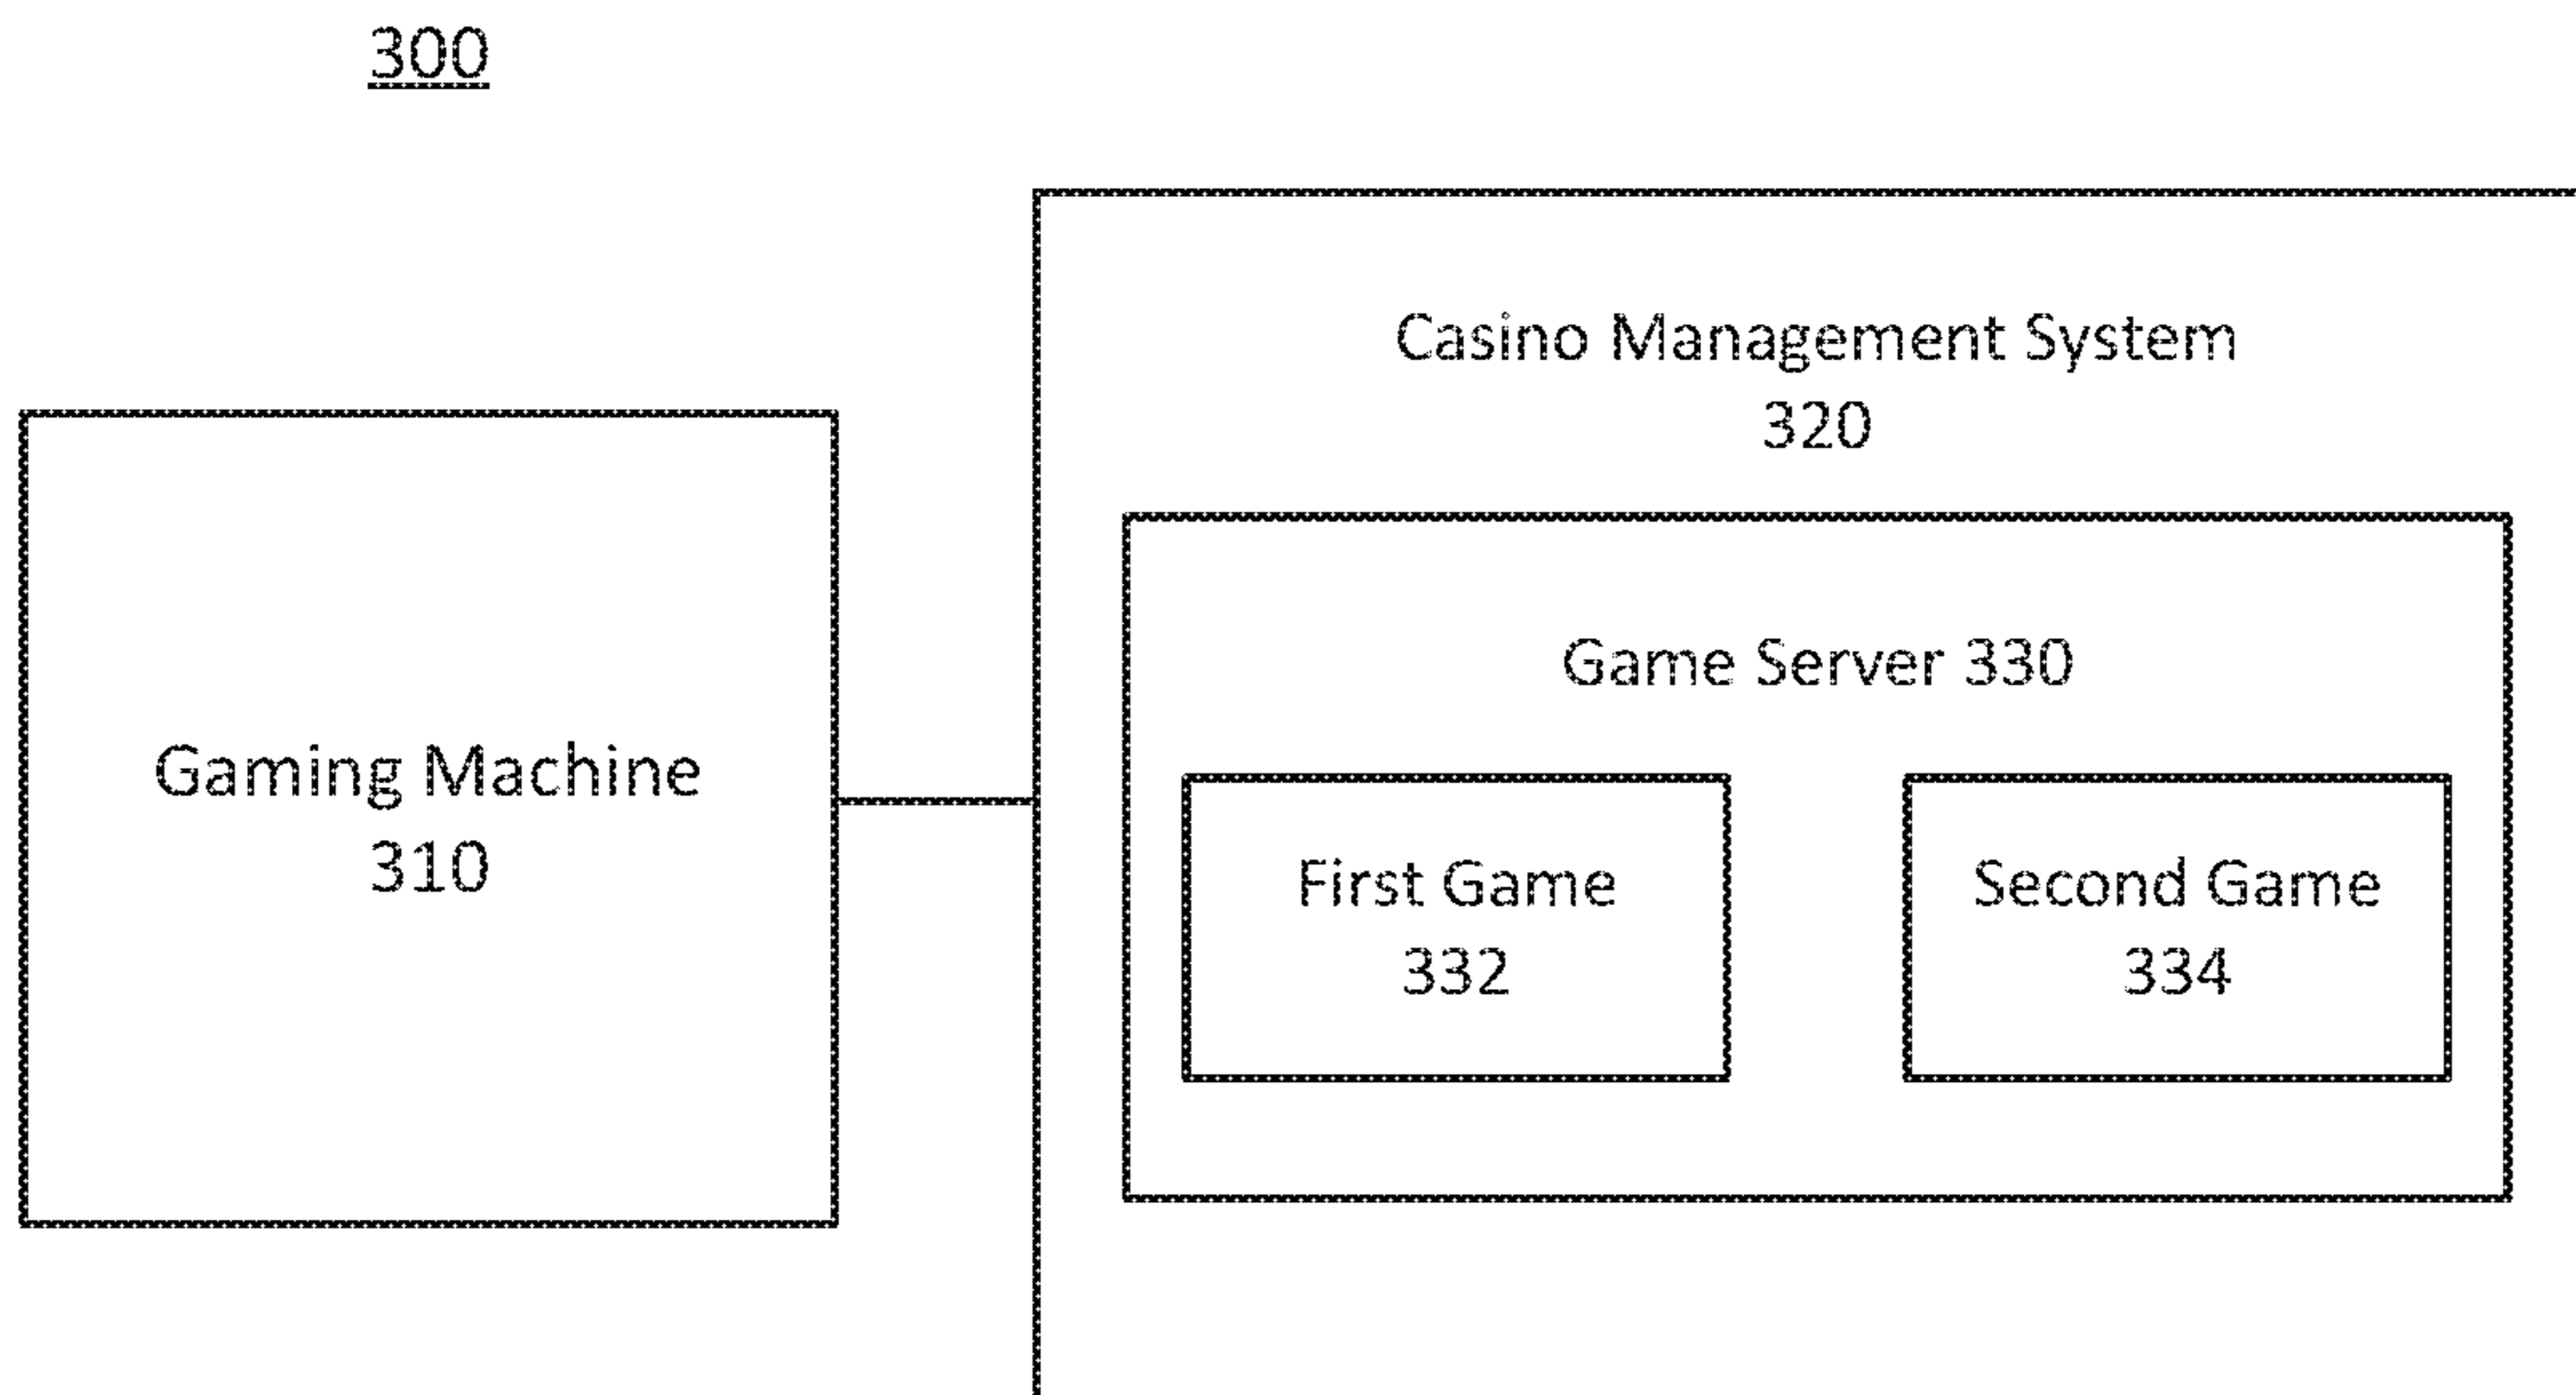 300
Casino Management System
320
Game Server 330
Gaming Machine
310
First Game
332
Second Game
334